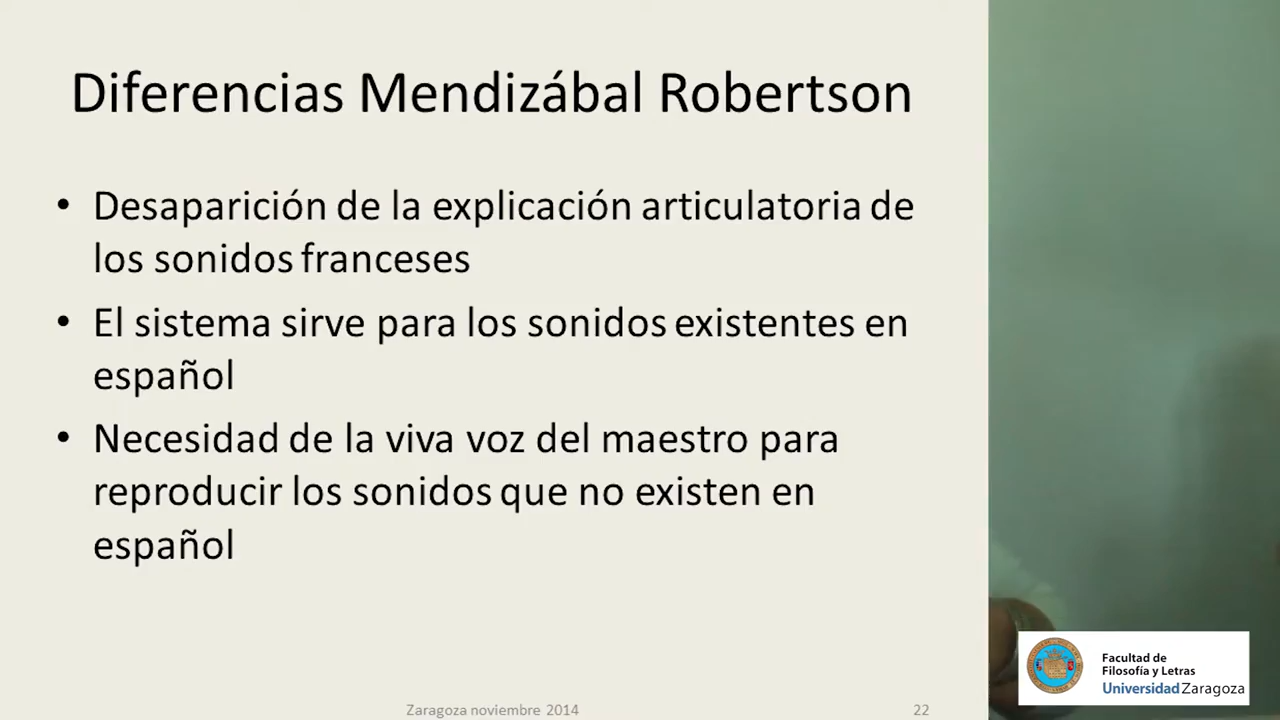 Diferencias Mendizábal Robertson
• Desaparición de la explicación articulatoria de
los sonidos franceses
• El sistema sirve para los sonidos existentes en
español
• Necesidad de la viva voz del maestro para
reproducir los sonidos que no existen en
español
Zaragoza noviembre 2014
22
Facultad de
Filosofía y Letras
Universidad Zaragoza